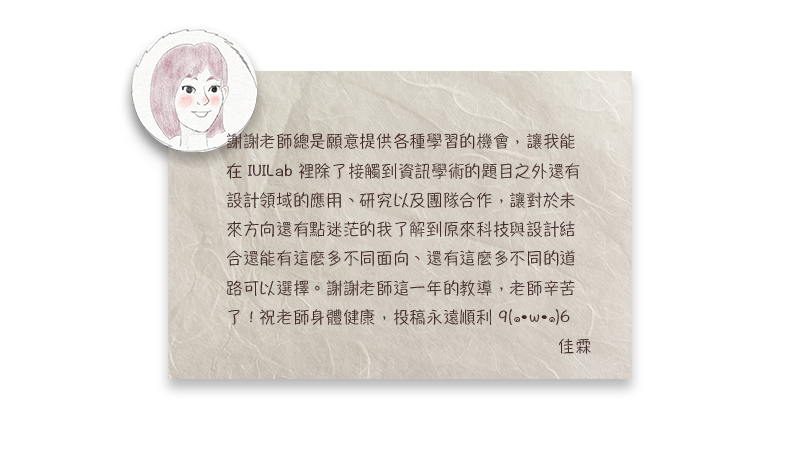 謝謝老師總是願意提供各種學習的機會，讓我能
在 IUILab 裡除了接觸到資訊學術的題目之外還有
設計領域的應用、研究以及團隊合作，讓對於未
來方向還有點迷茫的我了解到原來科技與設計結
合還能有這麼多不同面向、還有這麼多不同的道
路可以選擇。謝謝老師這一年的教導，老師辛苦
了！祝老師身體健康，投稿永遠順利 9(๑•ω•๑)6
佳霖